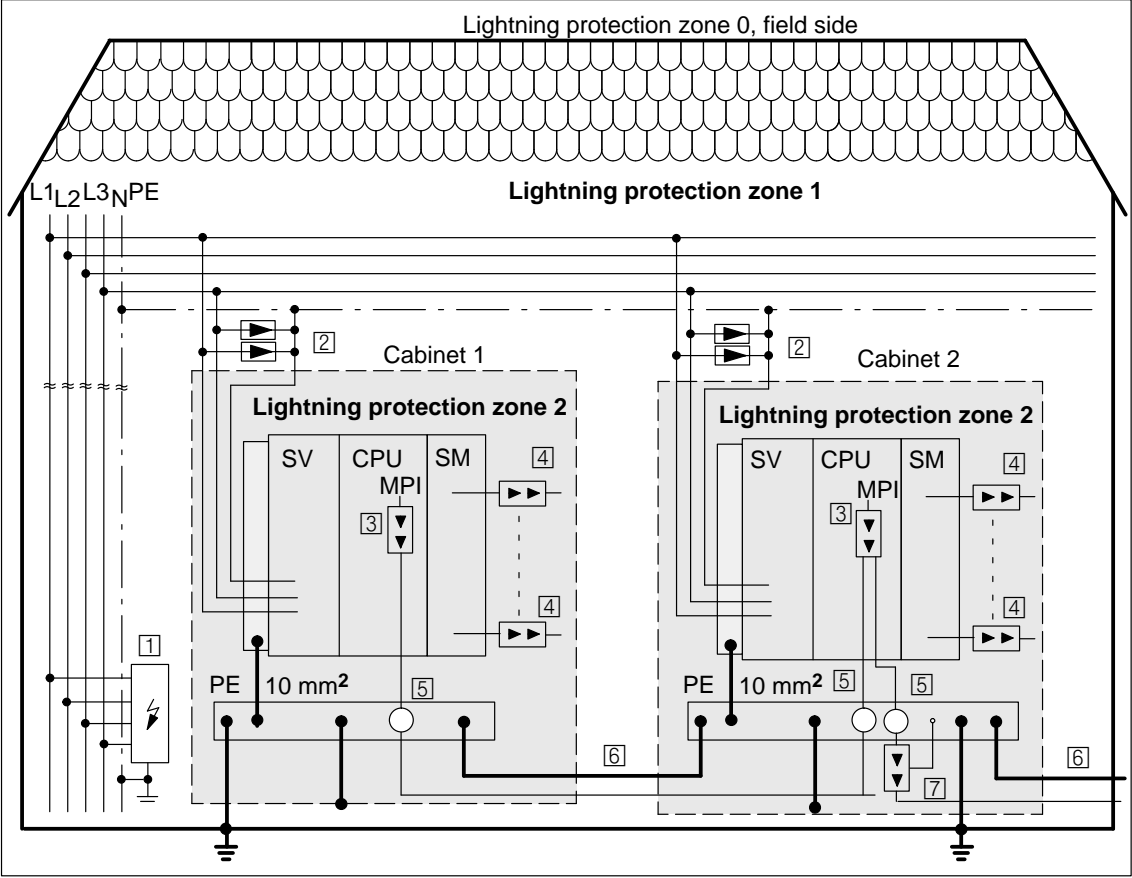 Lightning protection zone 0, field side
L1 L2 L3 N PE
Lightning protection zone 1
2
2
Cabinet 1
Cabinet 2
Lightning protection zone 2
Lightning protection zone 2
SV CPU SM
MPI
3
4
4
SV CPU SM
MPI
3
4
4
1
PE 10 mm²
5
PE 10 mm²
5
5
6
6
7